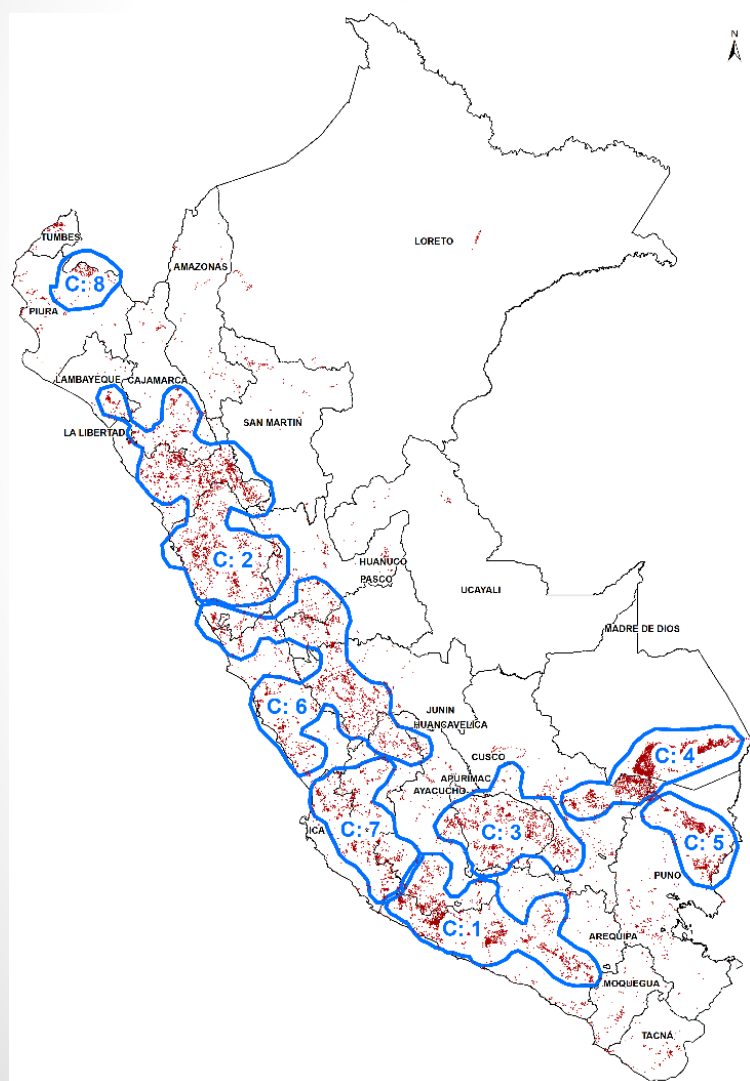 N
LORETO
TUMBES
AMAZONAS
C: 8
PIURA
LAMBAYEQUE
CAJAMARCA
SAN MARTIN
LA LIBERTAD
C: 2
HUANUCO
PASCO
UCAYALI
MADRE DE DIOS
C: 6
JUNIN
HUANCAVELICA
CUSCO
C: 4
APURIMAC
AYACUCHO
ICA
C: 7
C: 3
C: 5
PUNO
C: 1
AREQUIPA
MOQUEGUA
TACNA